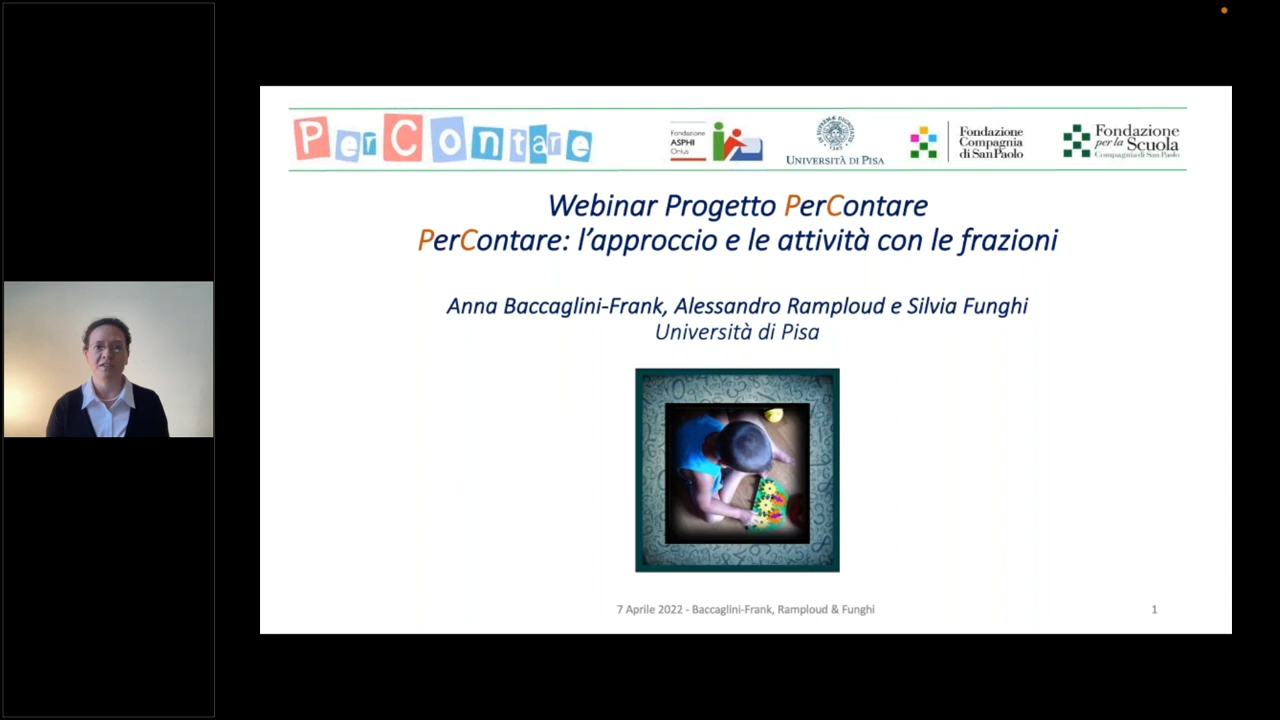 PerContare
Fondazione
ASPHI
Onlus
UNIVERSITÀ DI PISA
Fondazione
Compagnia
di SanPaolo
Fondazione
per la Scuola
Compagnia di San Paolo
Webinar Progetto PerContare
PerContare: l’approccio e le attività con le frazioni
Anna Baccaglini-Frank, Alessandro Ramploud e Silvia Funghi
Università di Pisa
7 Aprile 2022 - Baccaglini-Frank, Ramploud & Funghi
1